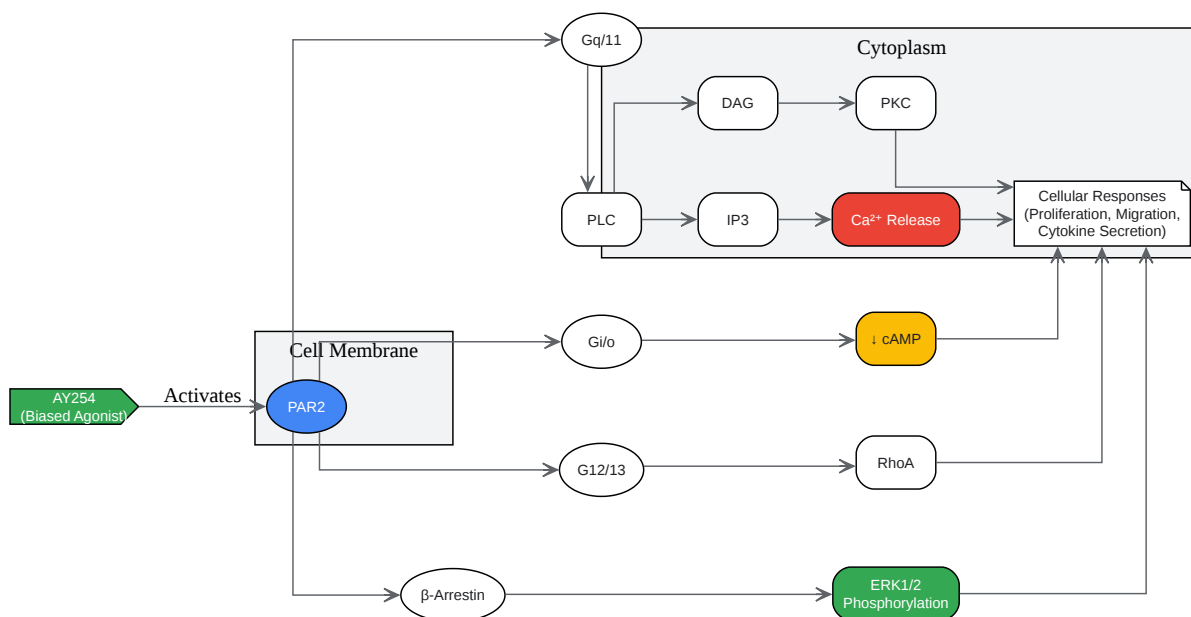 Gq/11
Cytoplasm
DAG
PKC
PLC
IP3
Ca²⁺ Release
Cellular Responses
(Proliferation, Migration,
Cytokine Secretion)
Cell Membrane
Gi/o
↓ cAMP
AY254
(Biased Agonist)
Activates
PAR2
G12/13
RhoA
β-Arrestin
ERK1/2
Phosphorylation